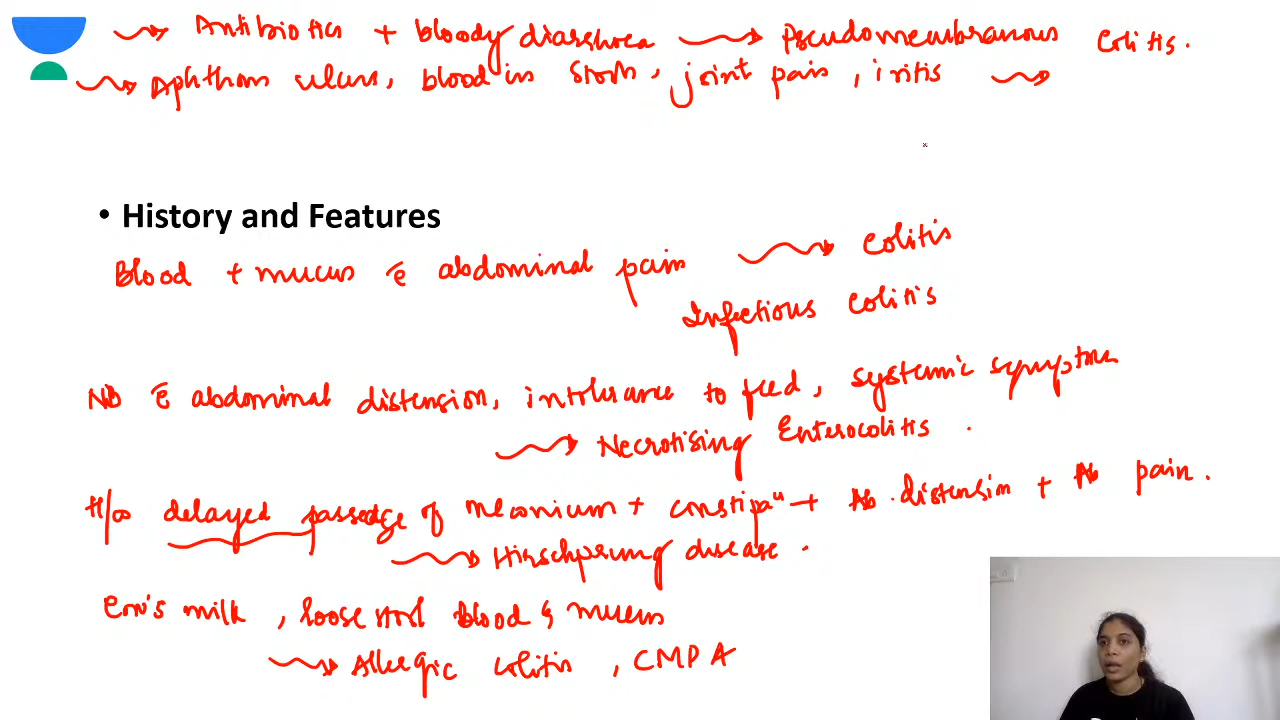 Antibiotics + bloody diarrhoea → Pseudomembranous Colitis.
→ Aphthous ulcers, blood in stools, joint pain, iritis →
• History and Features
Blood + mucus c̄ abdominal pain → Colitis
Infectious Colitis
NB c̄ abdominal distension, intolerance to feed, systemic symptoms
→ Necrotising Enterocolitis.
H/o delayed passage of meconium + constipaⁿ + Ab. distension + Ab pain.
→ Hirschprung disease.
Cow's milk, loose stool blood & mucus
→ Allergic colitis, CMPA